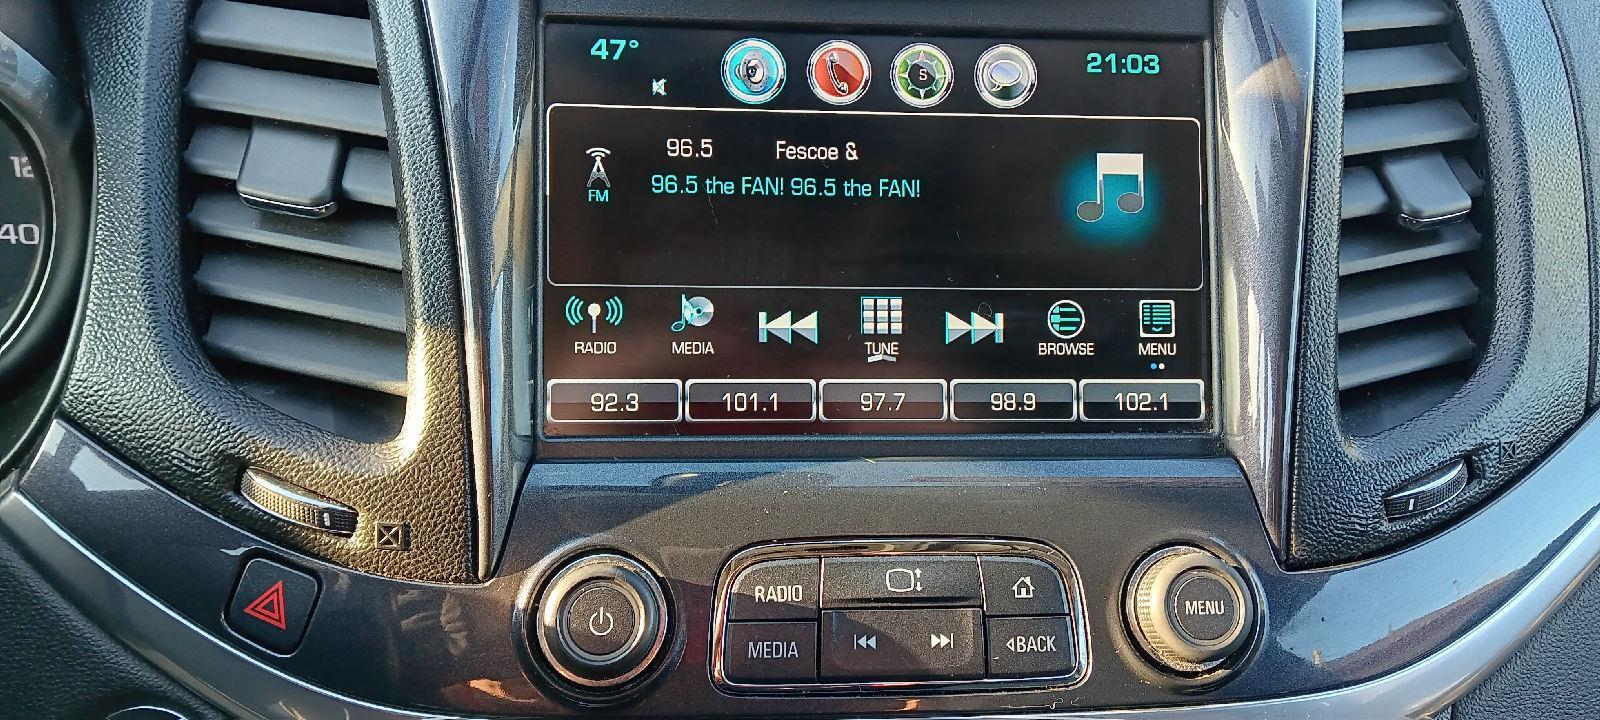 47°
21:03
S
96.5 Fescoe &
FM
96.5 the FAN! 96.5 the FAN!
RADIO MEDIA TUNE BROWSE MENU
92.3 101.1 97.7 98.9 102.1
RADIO
MEDIA
BACK
MENU
40